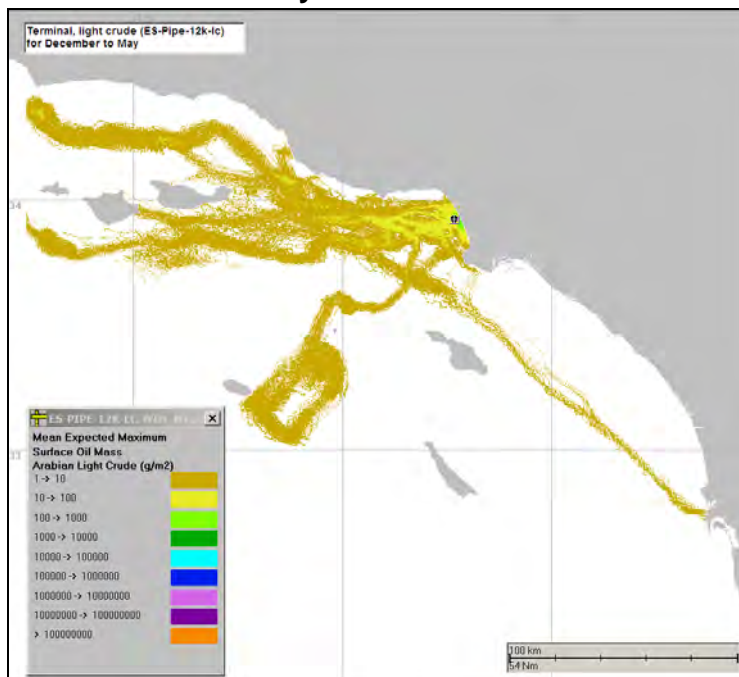 Terminal, light crude (ES-Pipe-12k-lc)
for December to May
34
33
Mean Expected Maximum
Surface Oil Mass
Arabian Light Crude (g/m2)
1 -> 10
10 -> 100
100 -> 1000
1000 -> 10000
10000 -> 100000
100000 -> 1000000
1000000 -> 10000000
10000000 -> 100000000
> 100000000
100 km
54 Nm